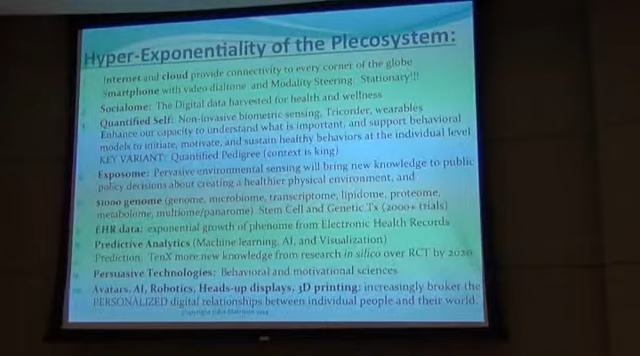 Hyper-Exponentiality of the Plecosystem:
Internet and cloud provide connectivity to every corner of the globe
Smartphone with video dialtone and Modality Steering. Stationary!!!
Socialome: The Digital data harvested for health and wellness
Quantified Self: Non-invasive biometric sensing, Tricorder, wearables
Enhance our capacity to understand what is important, and support behavioral
models to initiate, motivate, and sustain healthy behaviors at the individual level
KEY VARIANT: Quantified Pedigree (context is king)
Exposome: Pervasive environmental sensing will bring new knowledge to public
policy decisions about creating a healthier physical environment, and
$1000 genome (genome, microbiome, transcriptome, lipidome, proteome,
metabolome, multiome/panarome) Stem Cell and Genetic Tx (2000+ trials)
EHR data: exponential growth of phenome from Electronic Health Records
Predictive Analytics (Machine learning, AI, and Visualization)
Prediction: TenX more new knowledge from research in silico over RCT by 2020
Persuasive Technologies: Behavioral and motivational sciences
Avatars, AI, Robotics, Heads-up displays, 3D printing: increasingly broker the
PERSONALIZED digital relationships between individual people and their world.
Copyright John Mattison 2014